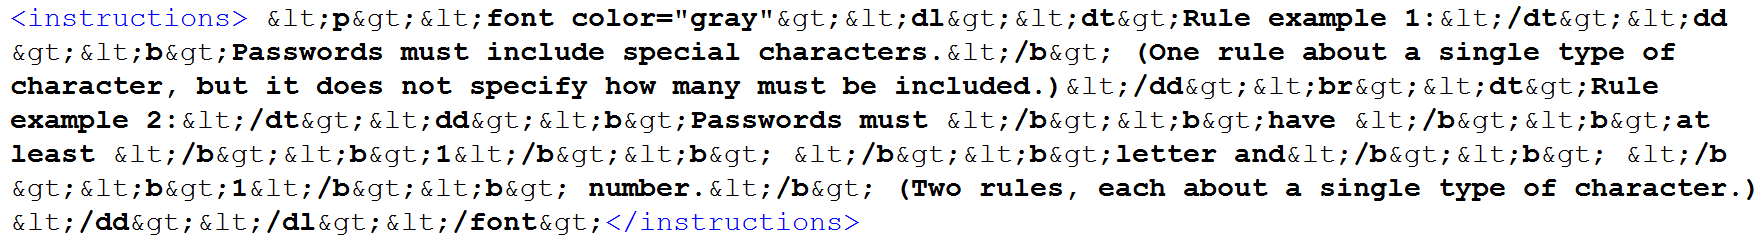 <instructions> &lt;p&gt;&lt;font color="gray"&gt;&lt;dl&gt;&lt;dt&gt;Rule example 1:&lt;/dt&gt;&lt;dd
&gt;&lt;b&gt;Passwords must include special characters.&lt;/b&gt; (One rule about a single type of
character, but it does not specify how many must be included.)&lt;/dd&gt;&lt;br&gt;&lt;dt&gt;Rule
example 2:&lt;/dt&gt;&lt;dd&gt;&lt;b&gt;Passwords must &lt;/b&gt;&lt;b&gt;have &lt;/b&gt;&lt;b&gt;at
least &lt;/b&gt;&lt;b&gt;1&lt;/b&gt;&lt;b&gt; &lt;/b&gt;&lt;b&gt;letter and&lt;/b&gt;&lt;b&gt; &lt;/b
&gt;&lt;b&gt;1&lt;/b&gt;&lt;b&gt; number.&lt;/b&gt; (Two rules, each about a single type of character.)
&lt;/dd&gt;&lt;/dl&gt;&lt;/font&gt;</instructions>